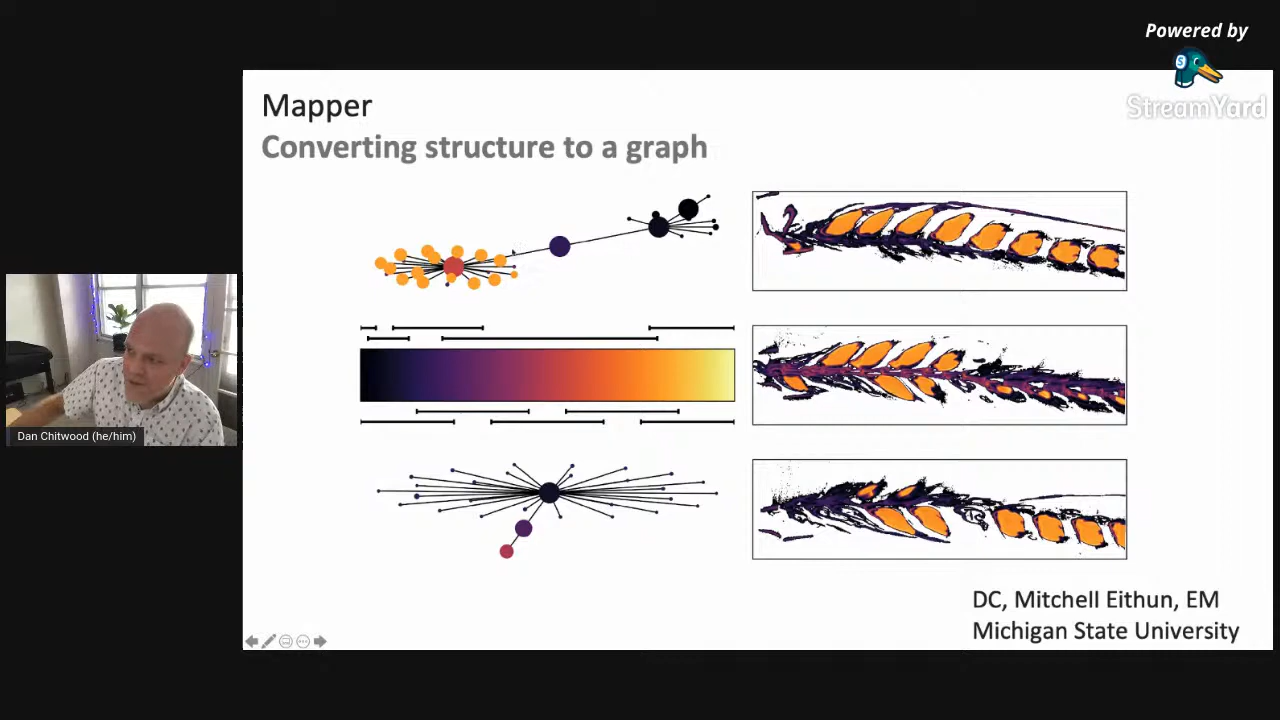 Powered by
StreamYard
Mapper
Converting structure to a graph
Dan Chitwood (he/him)
DC, Mitchell Eithun, EM
Michigan State University